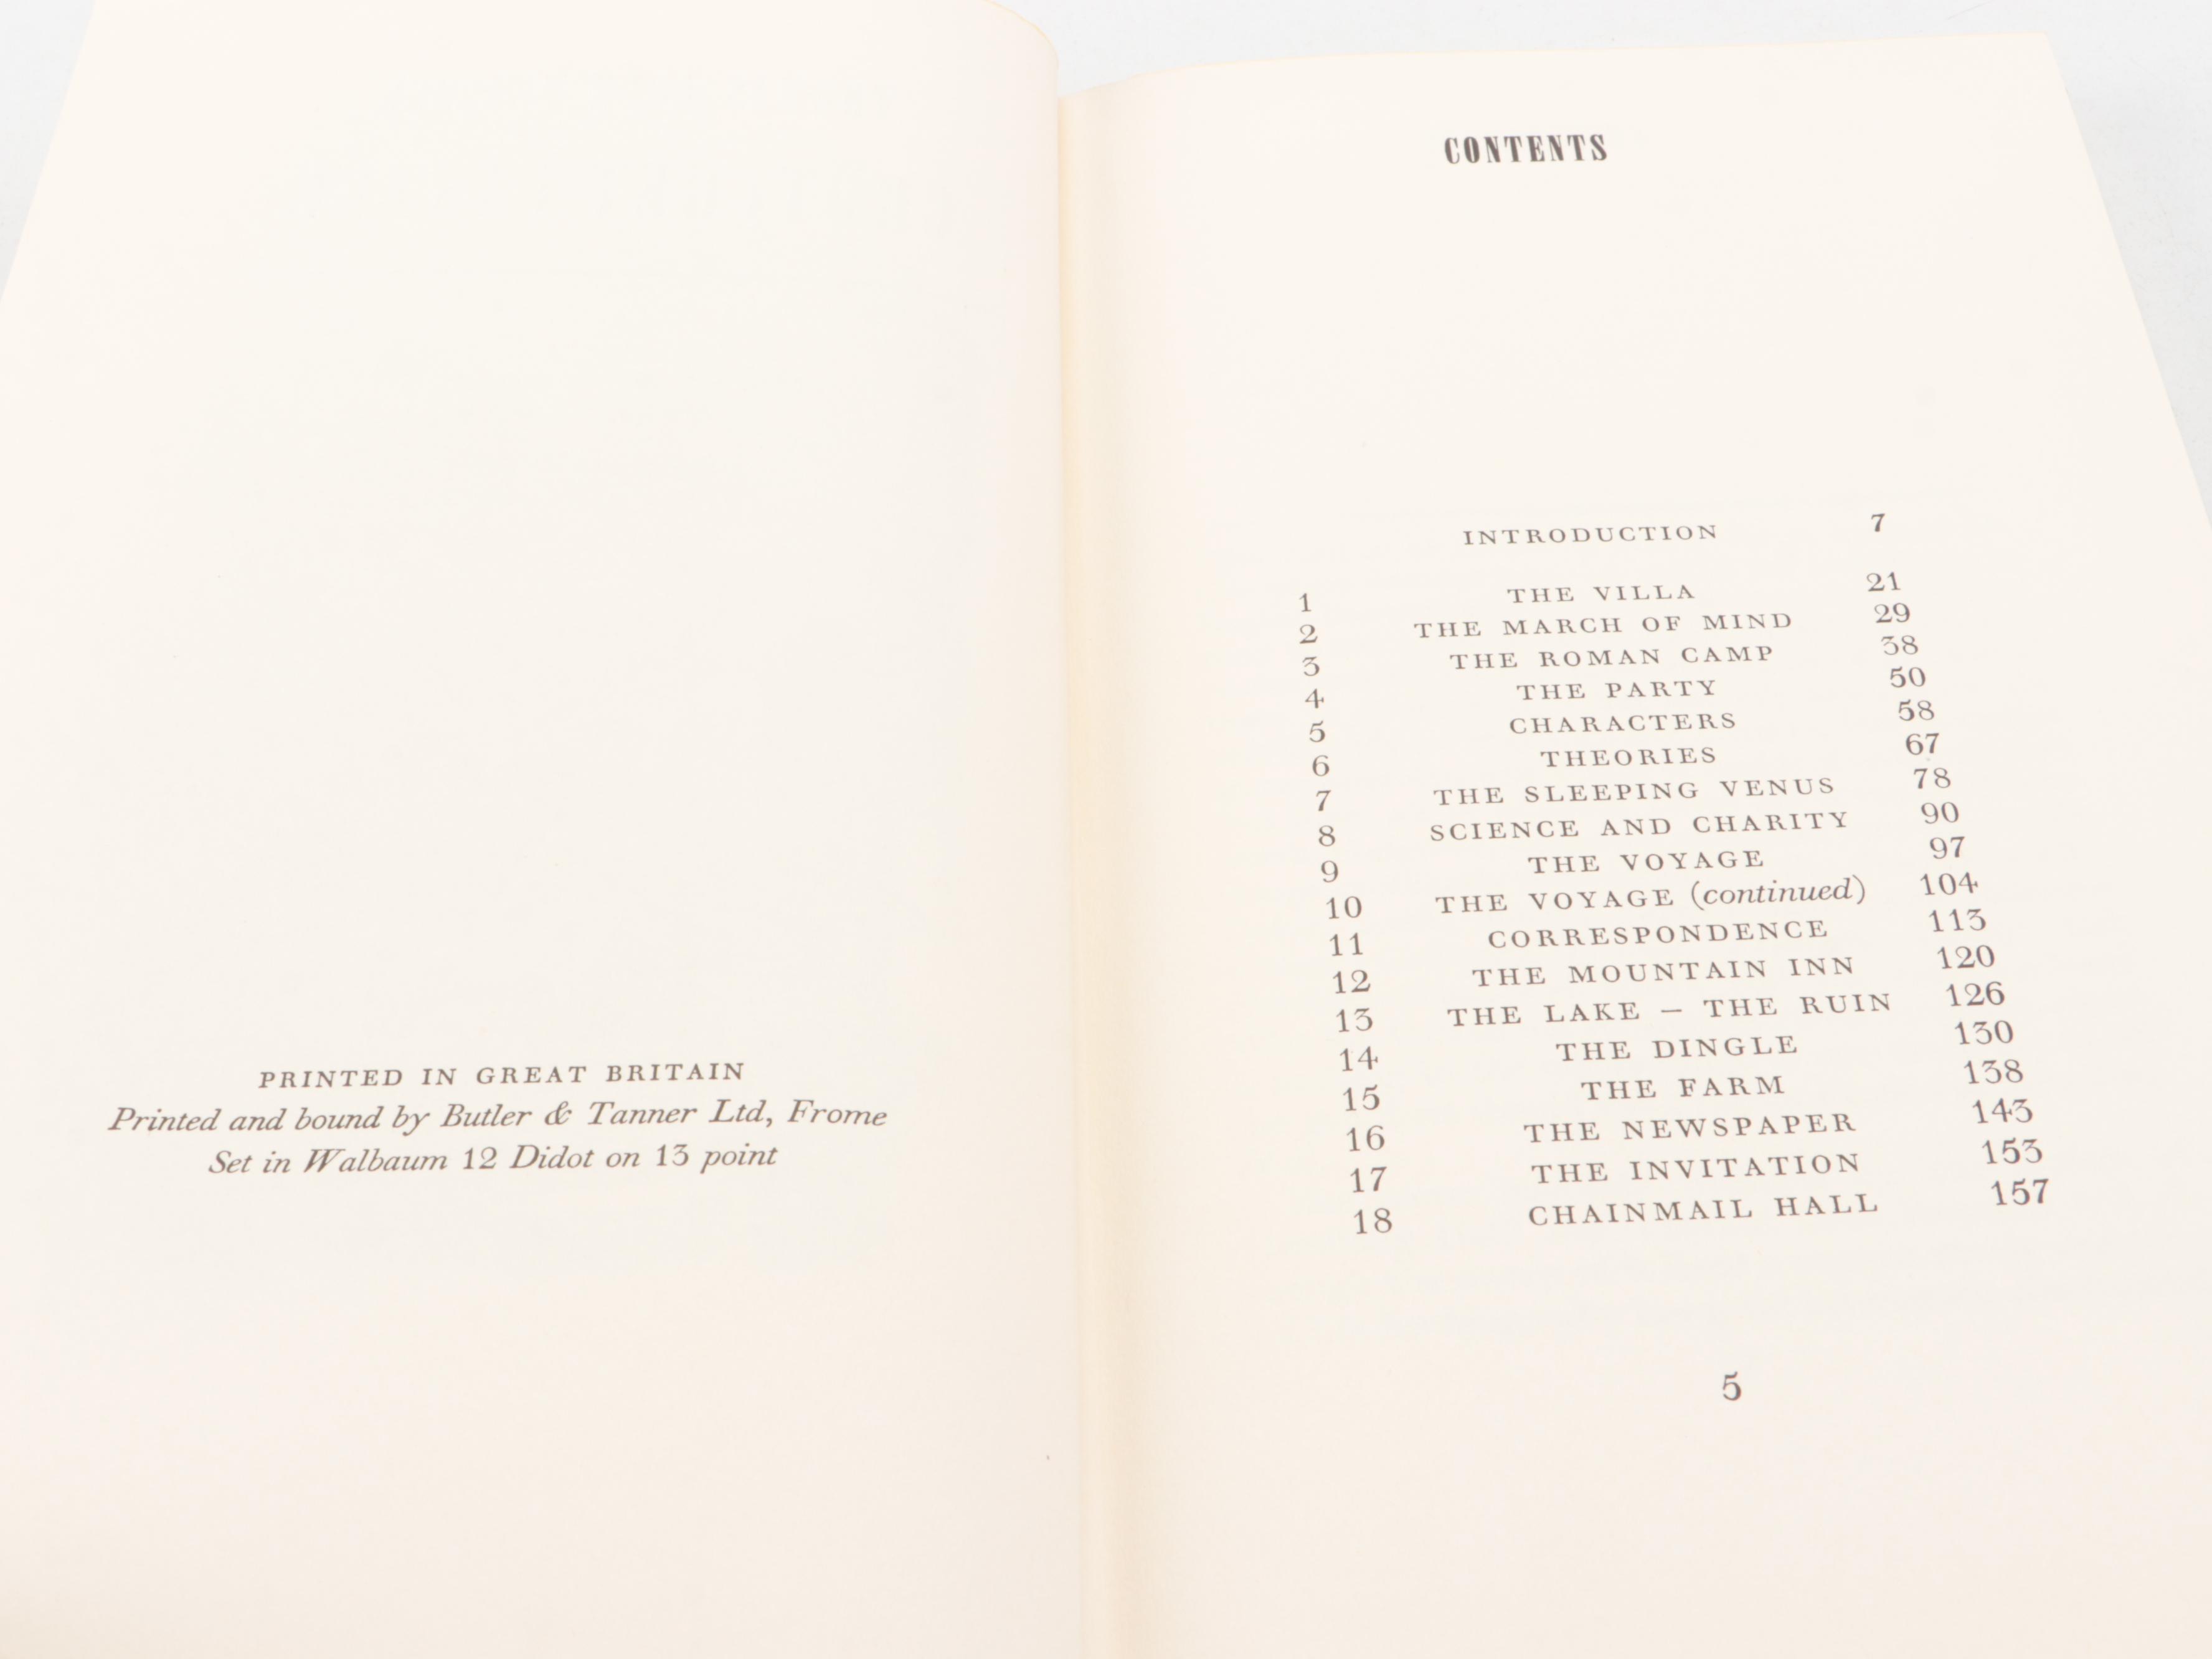 PRINTED IN GREAT BRITAIN
Printed and bound by Butler & Tanner Ltd, Frome
Set in Walbaum 12 Didot on 13 point
CONTENTS
INTRODUCTION 7
1 THE VILLA 21
2 THE MARCH OF MIND 29
3 THE ROMAN CAMP 38
4 THE PARTY 50
5 CHARACTERS 58
6 THEORIES 67
7 THE SLEEPING VENUS 78
8 SCIENCE AND CHARITY 90
9 THE VOYAGE 97
10 THE VOYAGE (continued) 104
11 CORRESPONDENCE 113
12 THE MOUNTAIN INN 120
13 THE LAKE – THE RUIN 126
14 THE DINGLE 130
15 THE FARM 138
16 THE NEWSPAPER 143
17 THE INVITATION 153
18 CHAINMAIL HALL 157
5